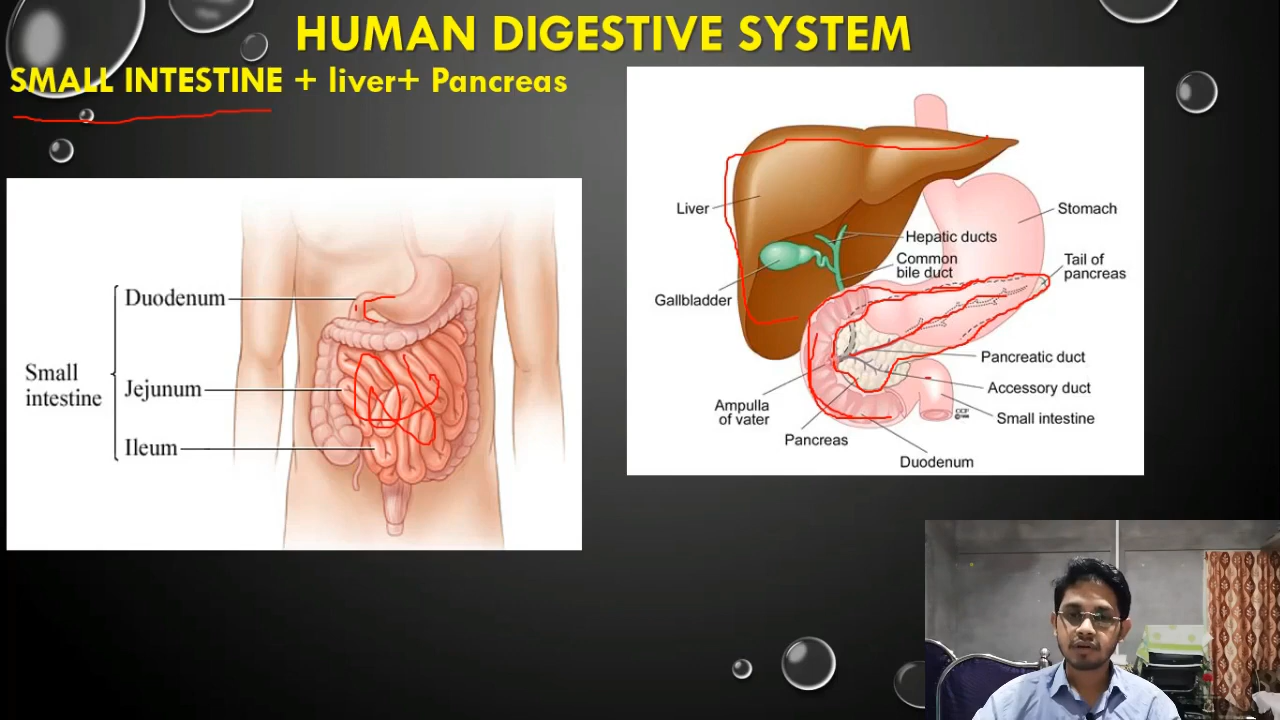 HUMAN DIGESTIVE SYSTEM
SMALL INTESTINE + liver+ Pancreas
Duodenum
Small
intestine
Jejunum
Ileum
Liver
Stomach
Hepatic ducts
Common
bile duct
Tail of
pancreas
Gallbladder
Pancreatic duct
Accessory duct
Ampulla
of vater
Small intestine
Pancreas
Duodenum